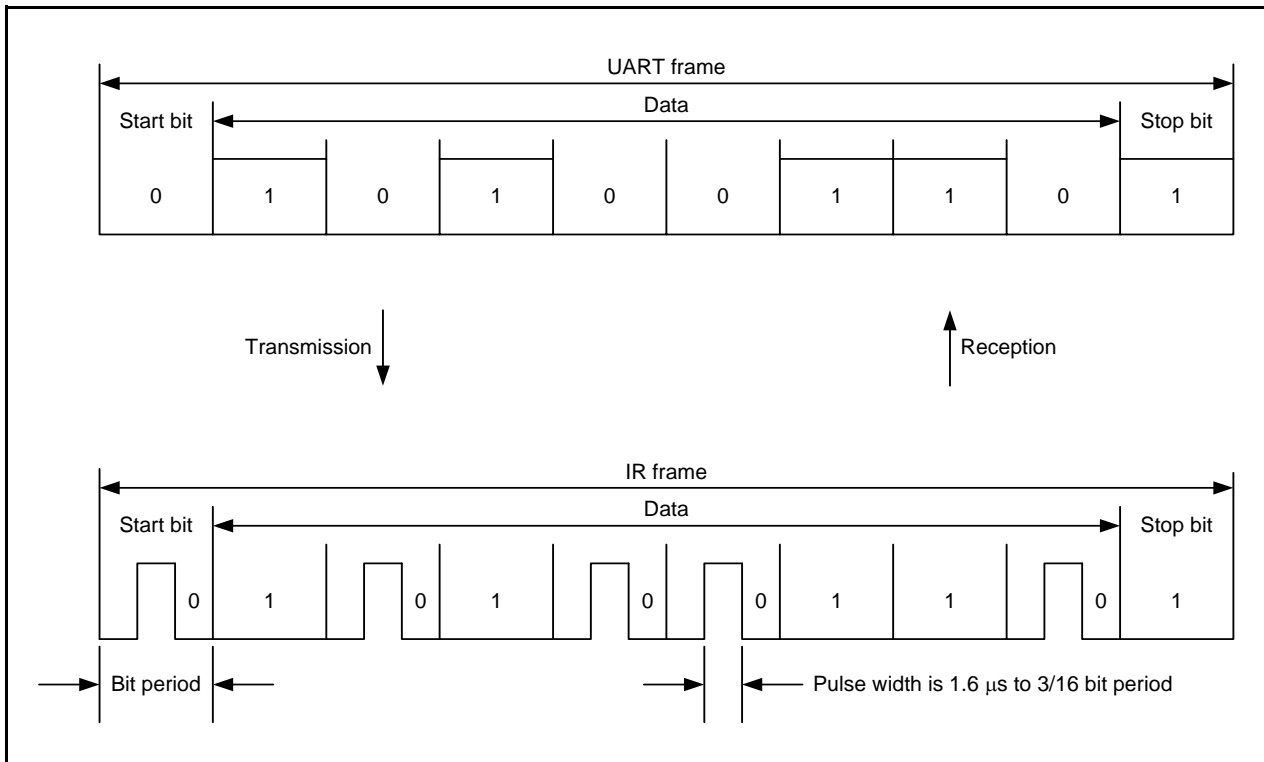 UART frame
Start bit Data Stop bit
0 1 0 1 0 0 1 1 0 1
Transmission Reception
IR frame
Start bit Data Stop bit
0 1 0 1 0 0 1 1 0 1
Bit period Pulse width is 1.6 μs to 3/16 bit period